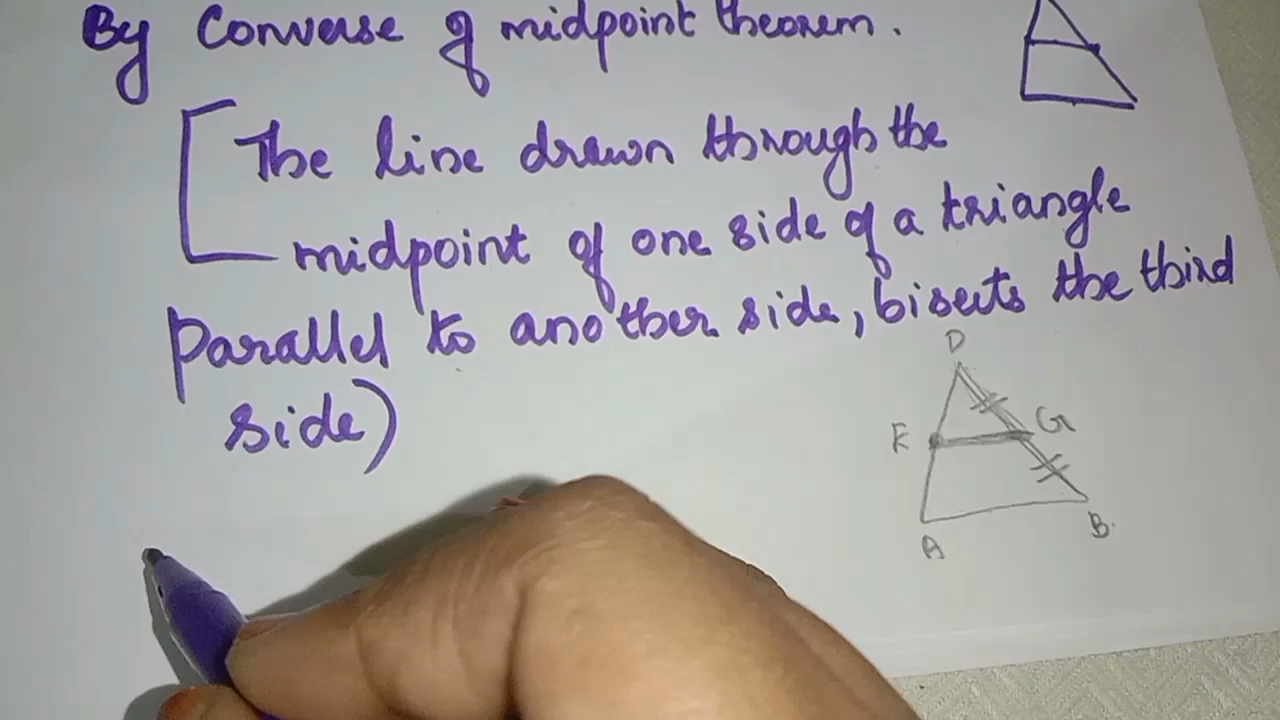 By Converse of midpoint theorem.
[The line drawn through the
midpoint of one side of a triangle
parallel to another side, bisects the third
side)
D
E G
A B